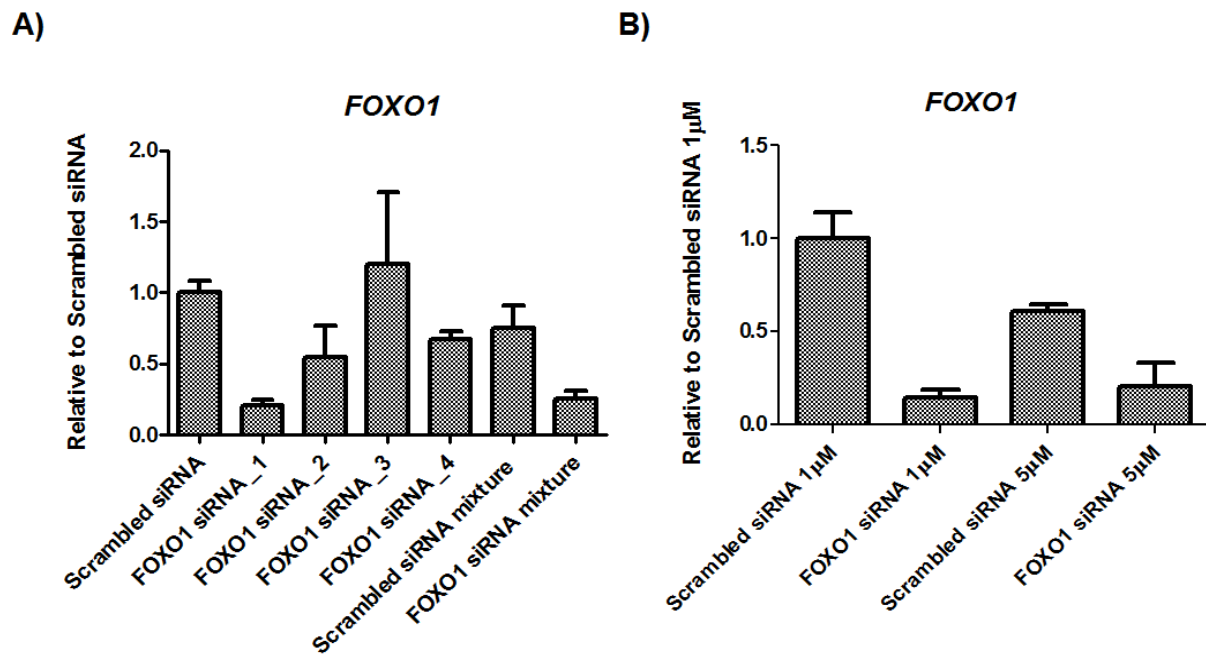 A)
FOXO1
Relative to Scrambled siRNA
2.0
1.5
1.0
0.5
0.0
Scrambled siRNA
FOXO1 siRNA_1
FOXO1 siRNA_2
FOXO1 siRNA_3
FOXO1 siRNA_4
Scrambled siRNA mixture
FOXO1 siRNA mixture
B)
FOXO1
Relative to Scrambled siRNA 1µM
1.5
1.0
0.5
0.0
Scrambled siRNA 1µM
FOXO1 siRNA 1µM
Scrambled siRNA 5µM
FOXO1 siRNA 5µM